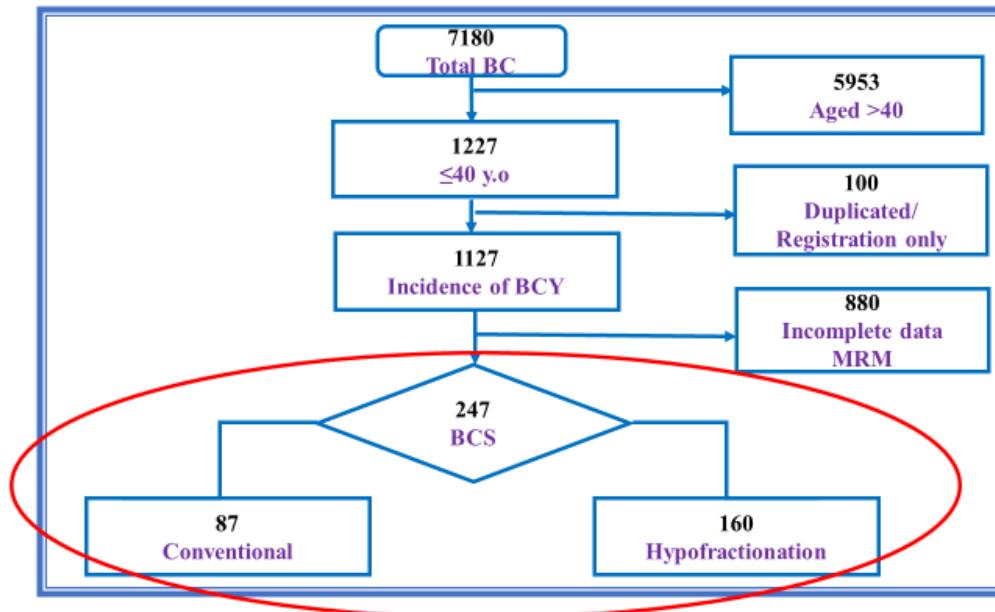 7180
Total BC
5953
Aged >40
1227
≤40 y.o
100
Duplicated/
Registration only
1127
Incidence of BCY
880
Incomplete data
MRM
247
BCS
87
Conventional
160
Hypofractionation